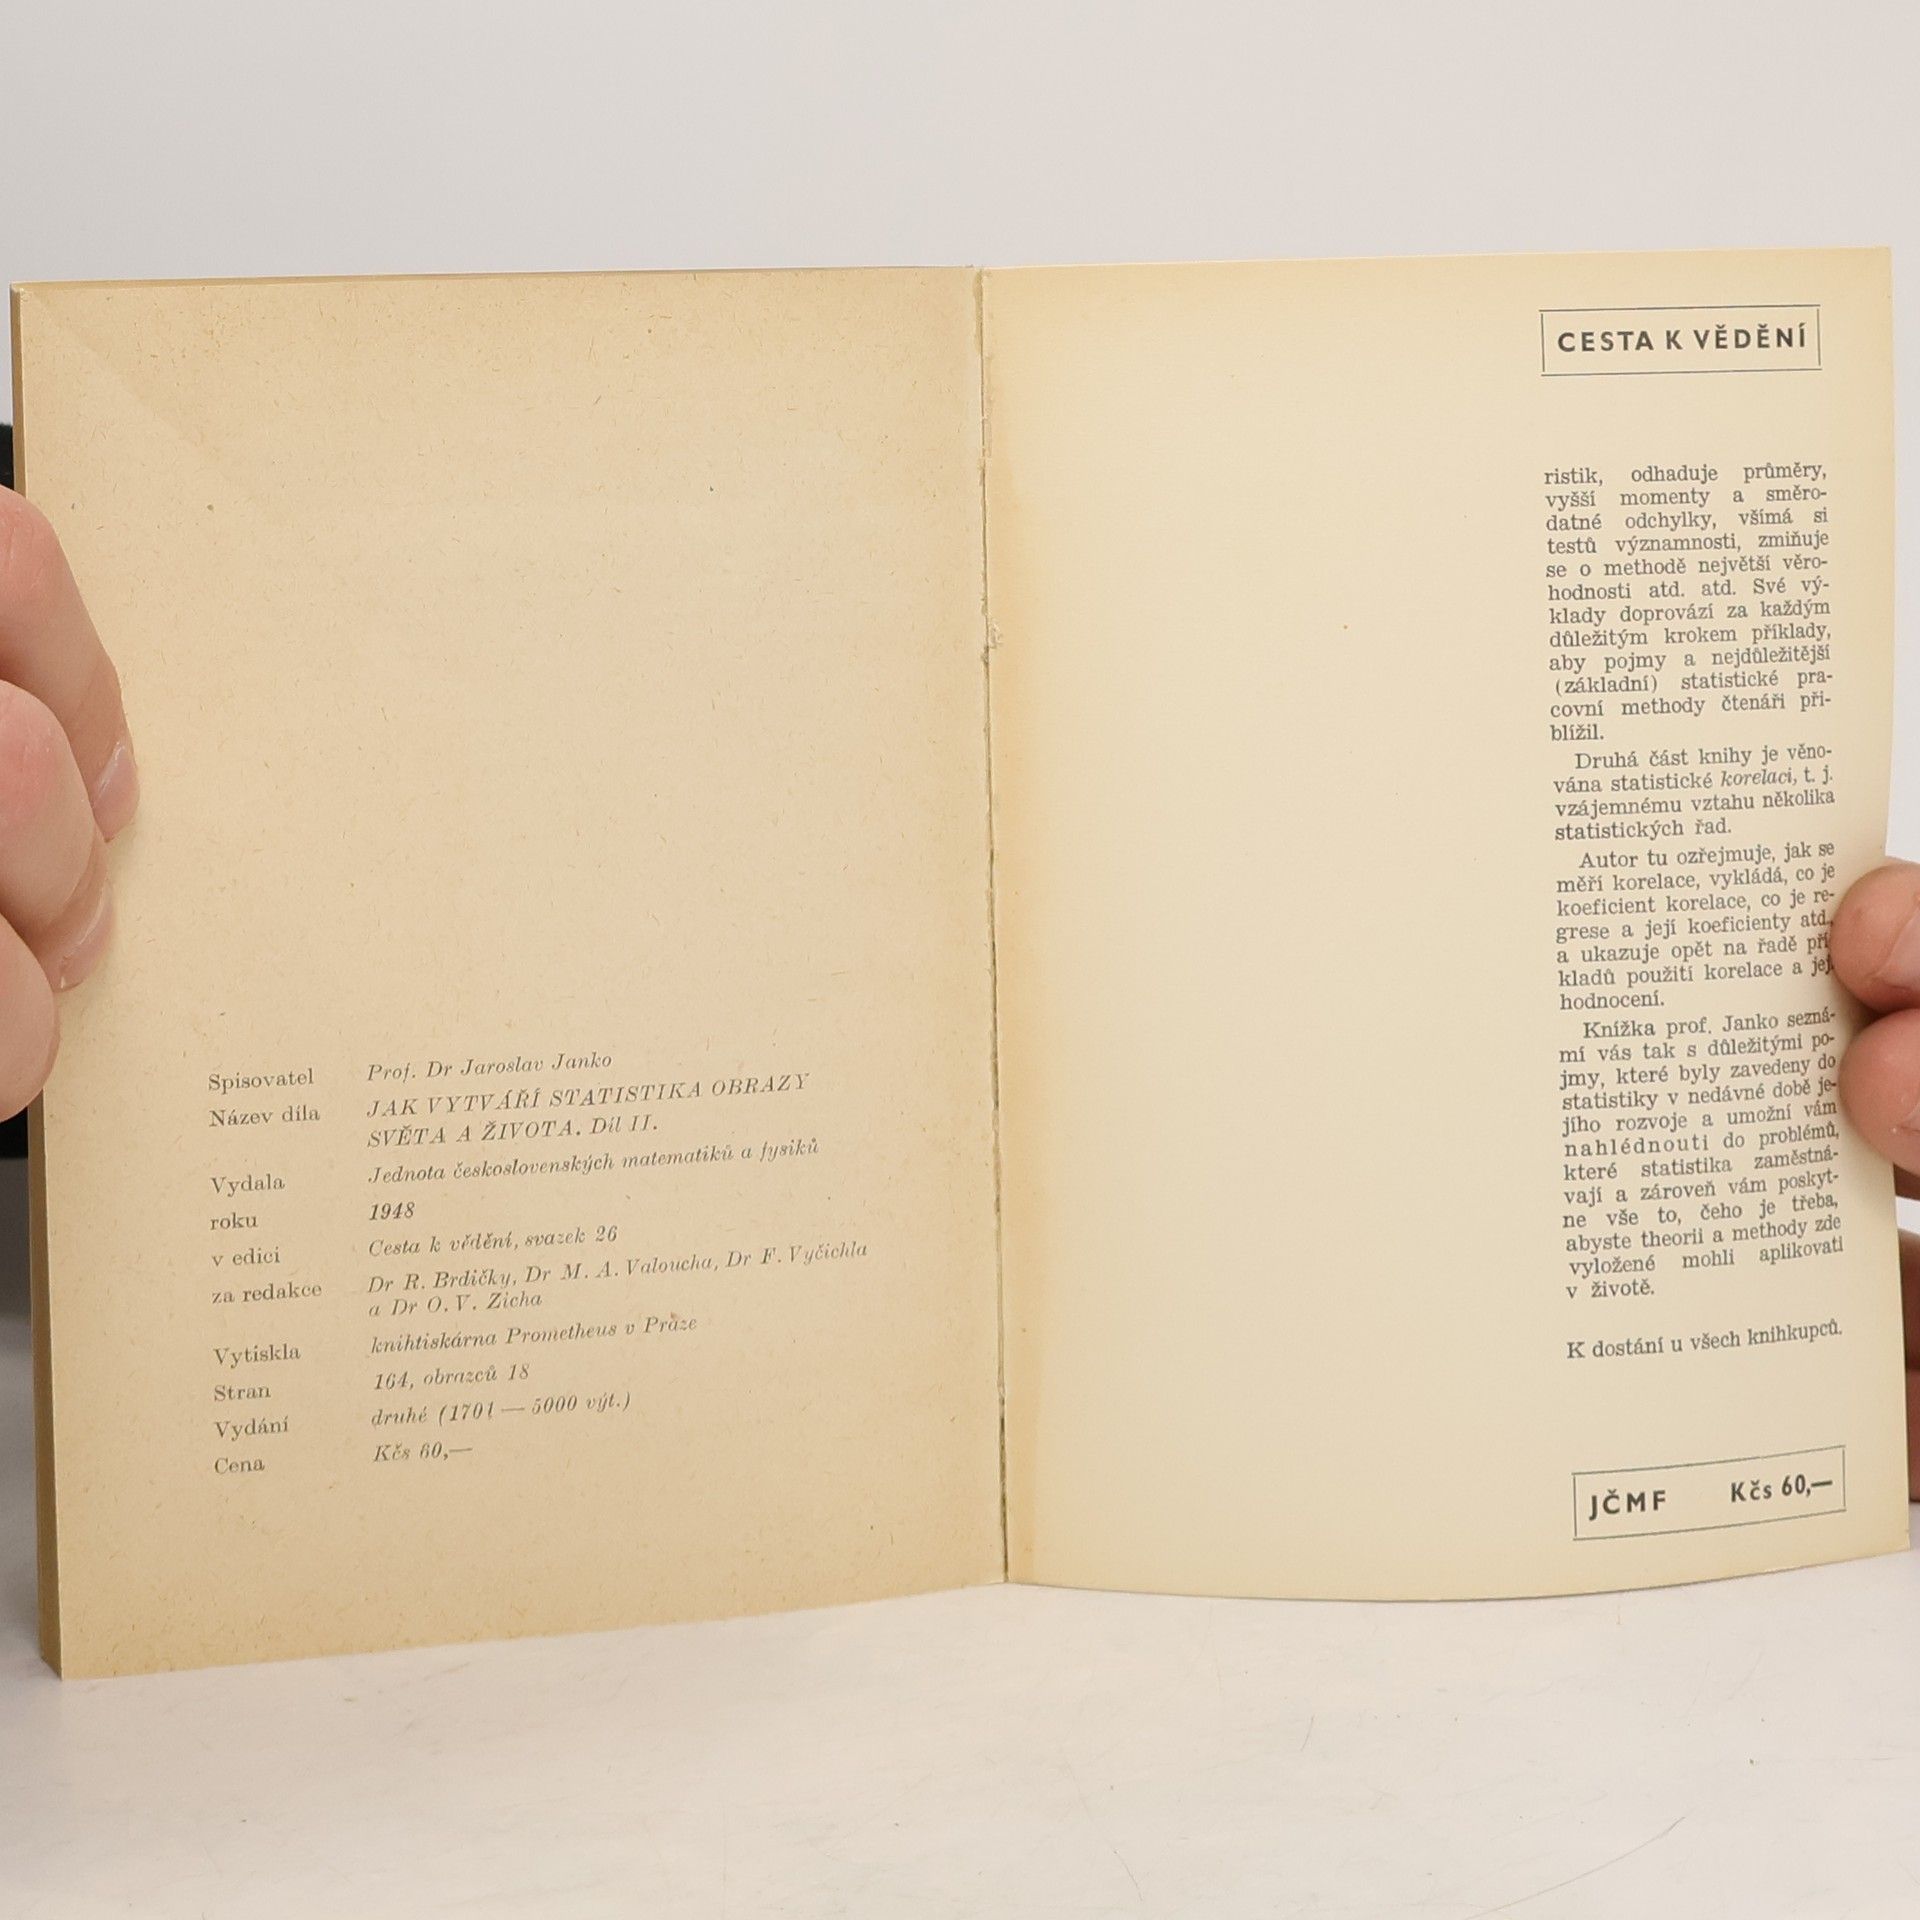 Spisovatel Prof. Dr Jaroslav Janko
Název díla JAK VYTVÁŘÍ STATISTIKA OBRAZY
SVĚTA A ŽIVOTA. Díl II.
Vydala Jednota československých matematiků a fysiků
roku 1948
v edici Cesta k vědění, svazek 26
za redakce Dr R. Brdičky, Dr M. A. Valoucha, Dr F. Vyčichla
a Dr O. V. Zicha
Vytiskla knihtiskárna Prometheus v Praze
Stran 164, obrazců 18
Vydání druhé (1701 — 5000 výt.)
Cena Kčs 60,—
CESTA K VĚDĚNÍ
ristik, odhaduje průměry,
vyšší momenty a směro-
datné odchylky, všímá si
testů významnosti, zmiňuje
se o methodě největší věro-
hodnosti atd. atd. Své vý-
klady doprovází za každým
důležitým krokem příklady,
aby pojmy a nejdůležitější
(základní) statistické pra-
covní methody čtenáři při-
blížil.
Druhá část knihy je věno-
vána statistické korelaci, t. j.
vzájemnému vztahu několika
statistických řad.
Autor tu ozřejmuje, jak se
měří korelace, vykládá, co je
koeficient korelace, co je re-
grese a její koeficienty atd.,
a ukazuje opět na řadě pří-
kladů použití korelace a její
hodnocení.
Knížka prof. Janko sezná-
mí vás tak s důležitými po-
jmy, které byly zavedeny do
statistiky v nedávné době je-
jího rozvoje a umožní vám
nahlédnouti do problémů,
které statistika zaměstná-
vají a zároveň vám poskyt-
ne vše to, čeho je třeba,
abyste theorii a methody zde
vyložené mohli aplikovati
v životě.
K dostání u všech knihkupců.
JČMF Kčs 60,—